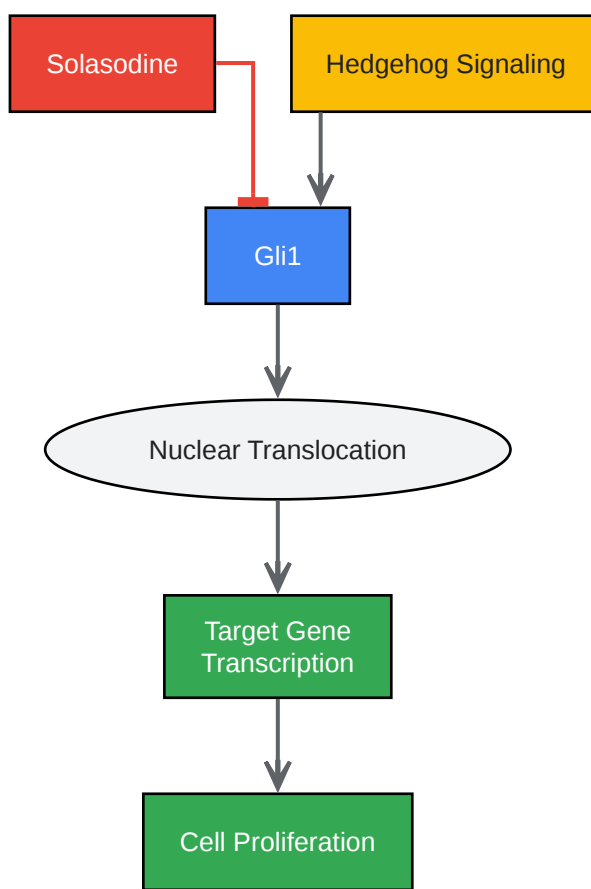 Solasodine
Hedgehog Signaling
Gli1
Nuclear Translocation
Target Gene
Transcription
Cell Proliferation